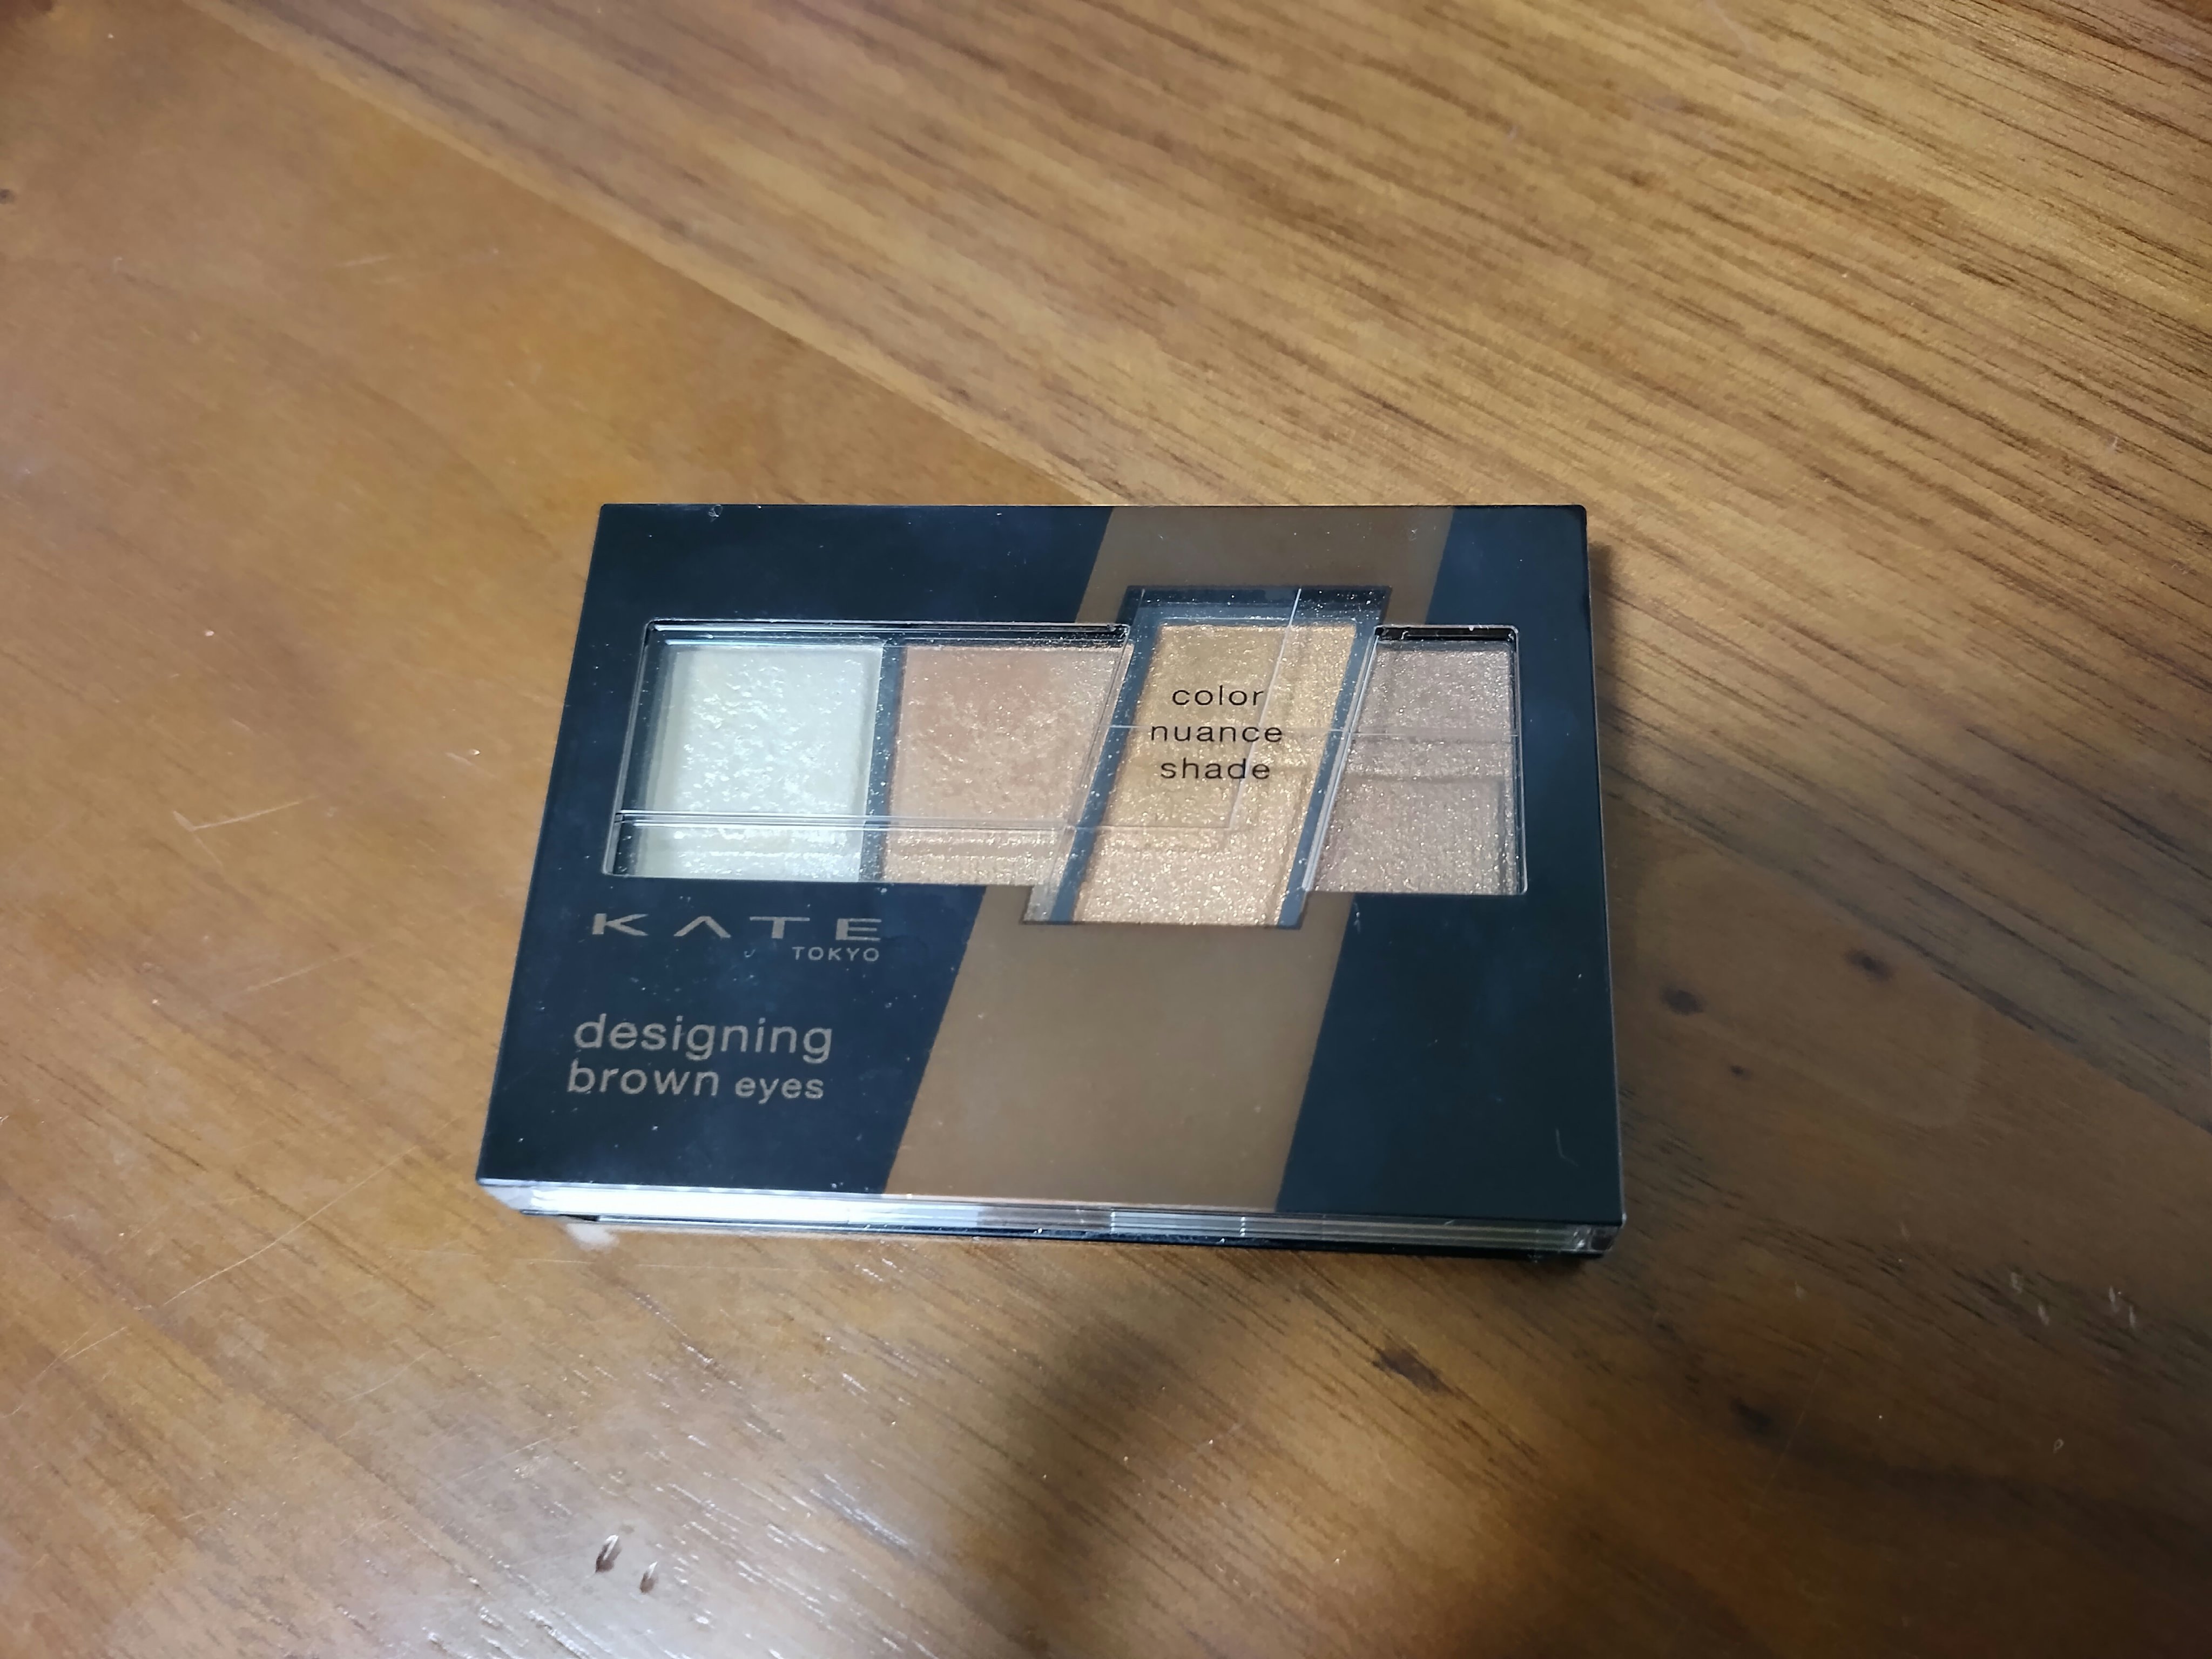 color
nuance
shade
KATE
TOKYO
designing
brown eyes